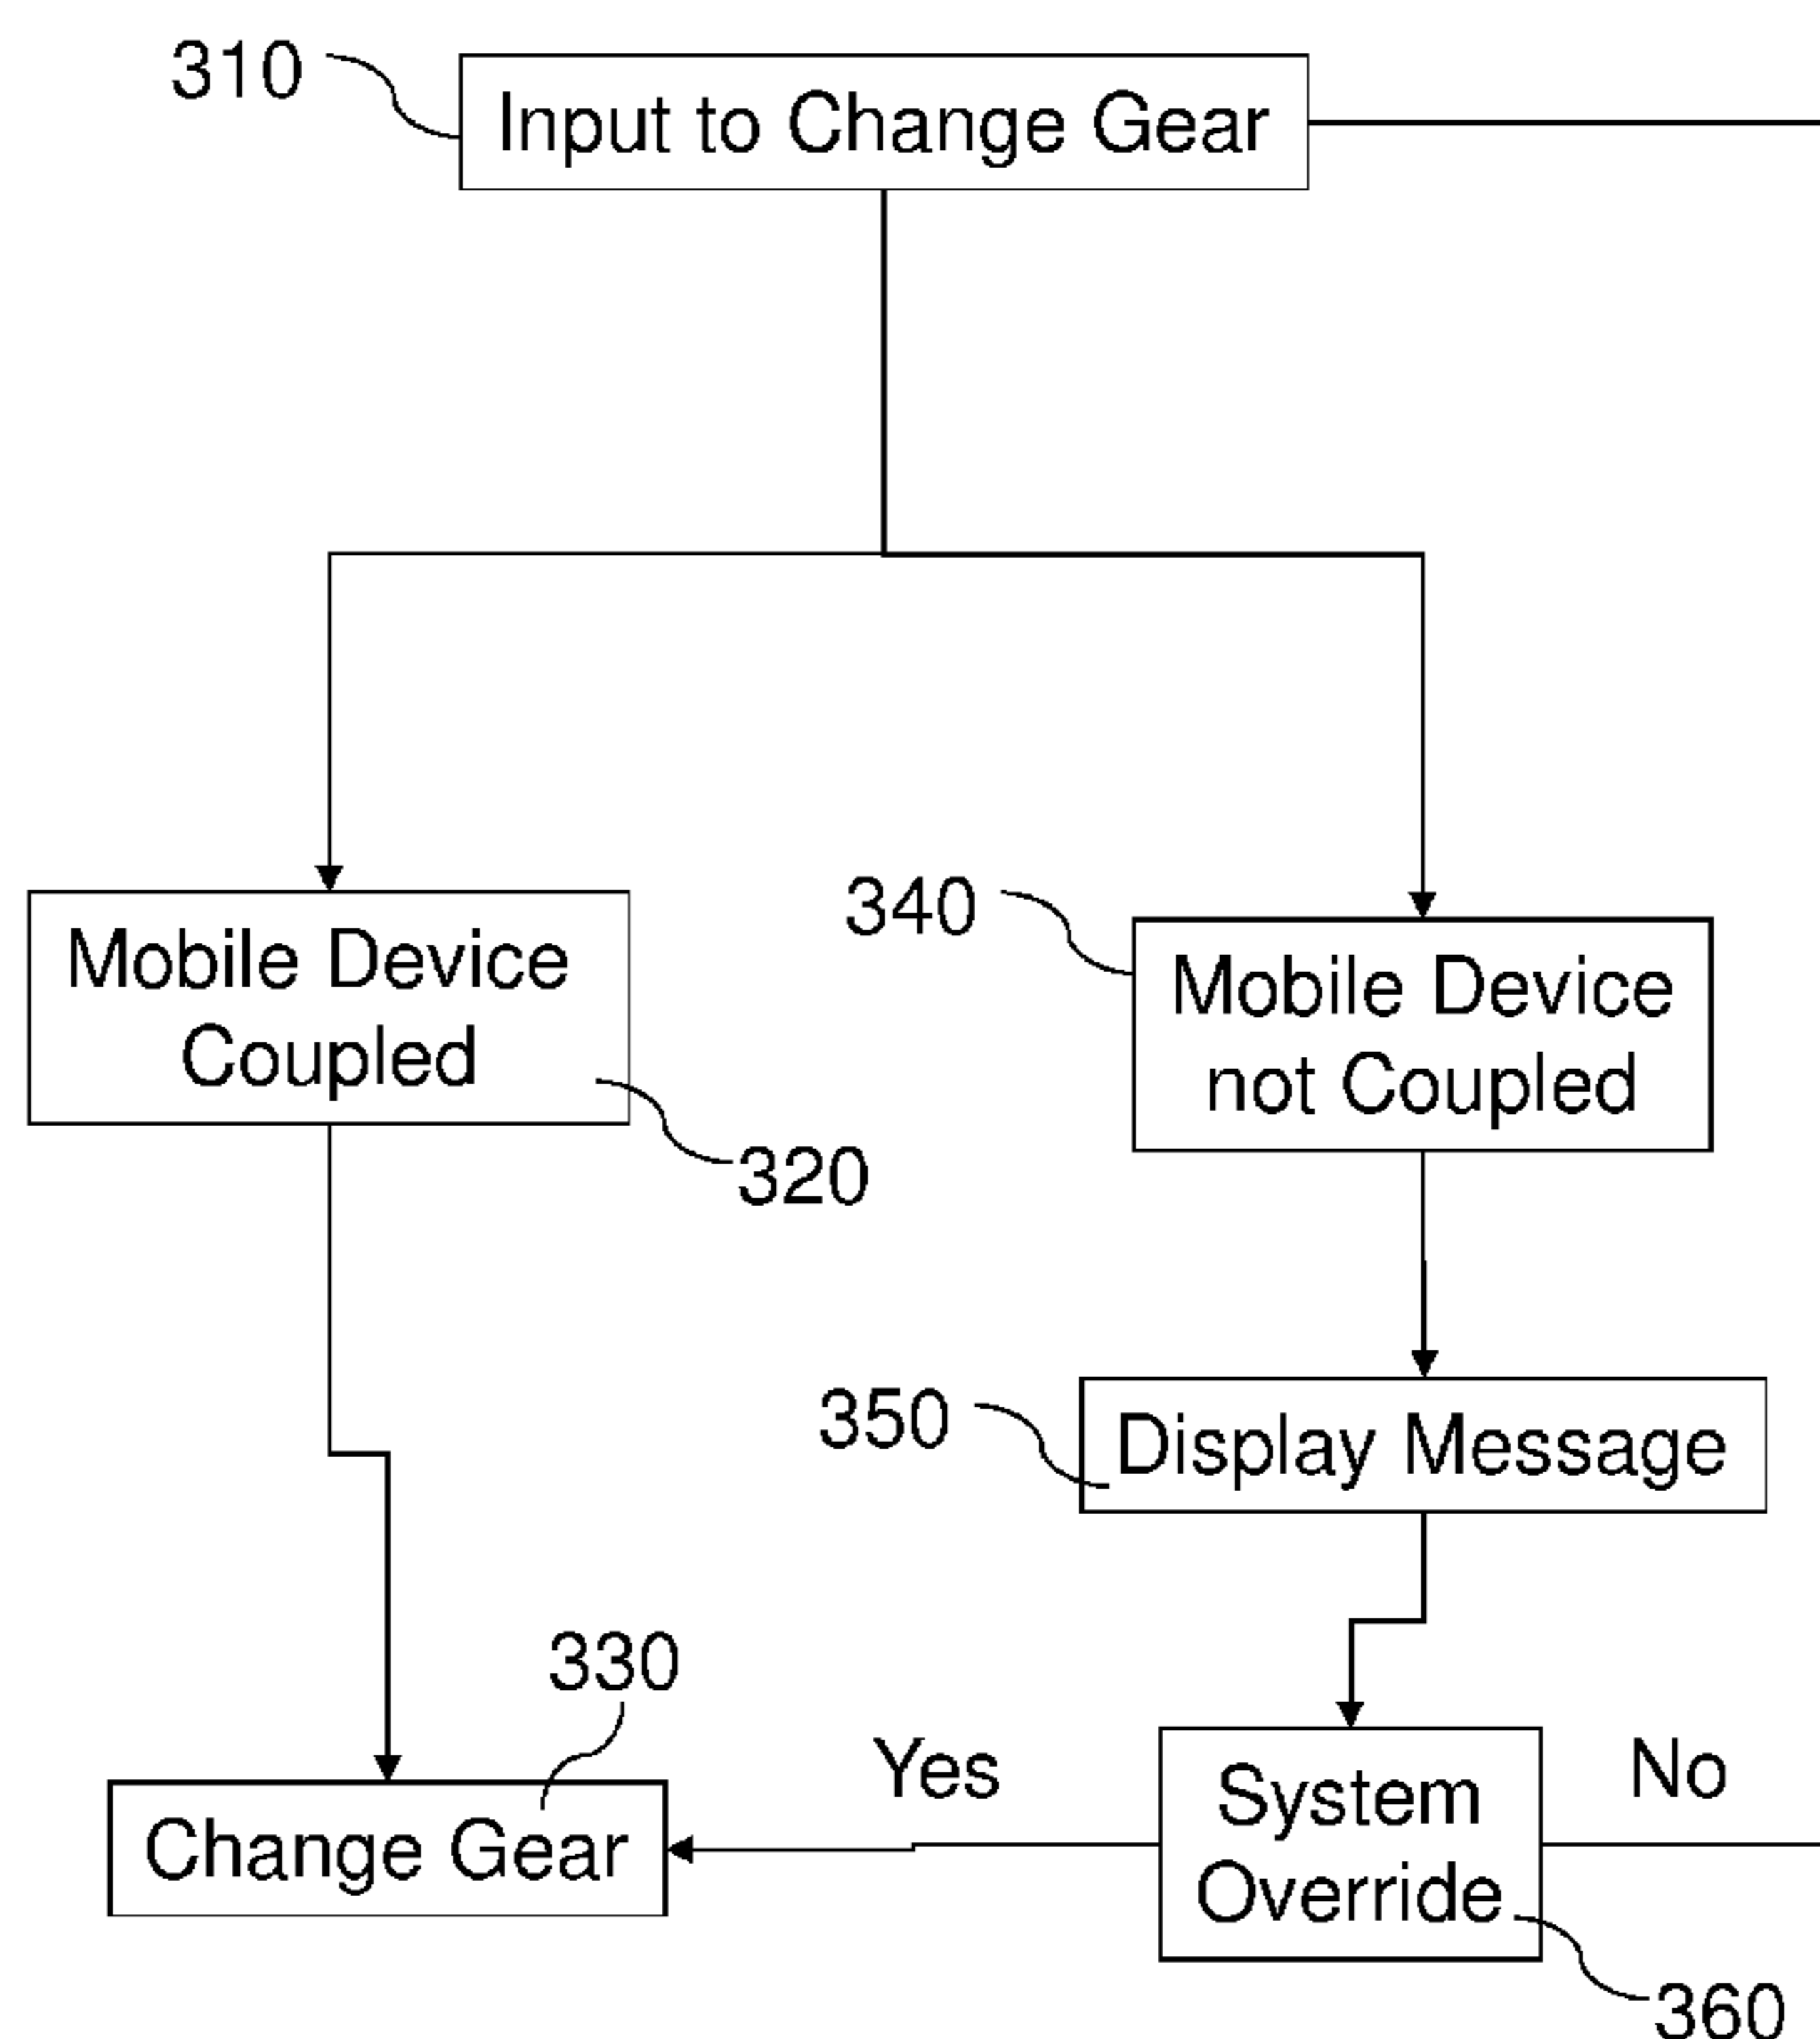 310
Input to Change Gear
Mobile Device
Coupled
320
340
Mobile Device
not Coupled
350
Display Message
330
Change Gear
Yes
System
Override
No
360